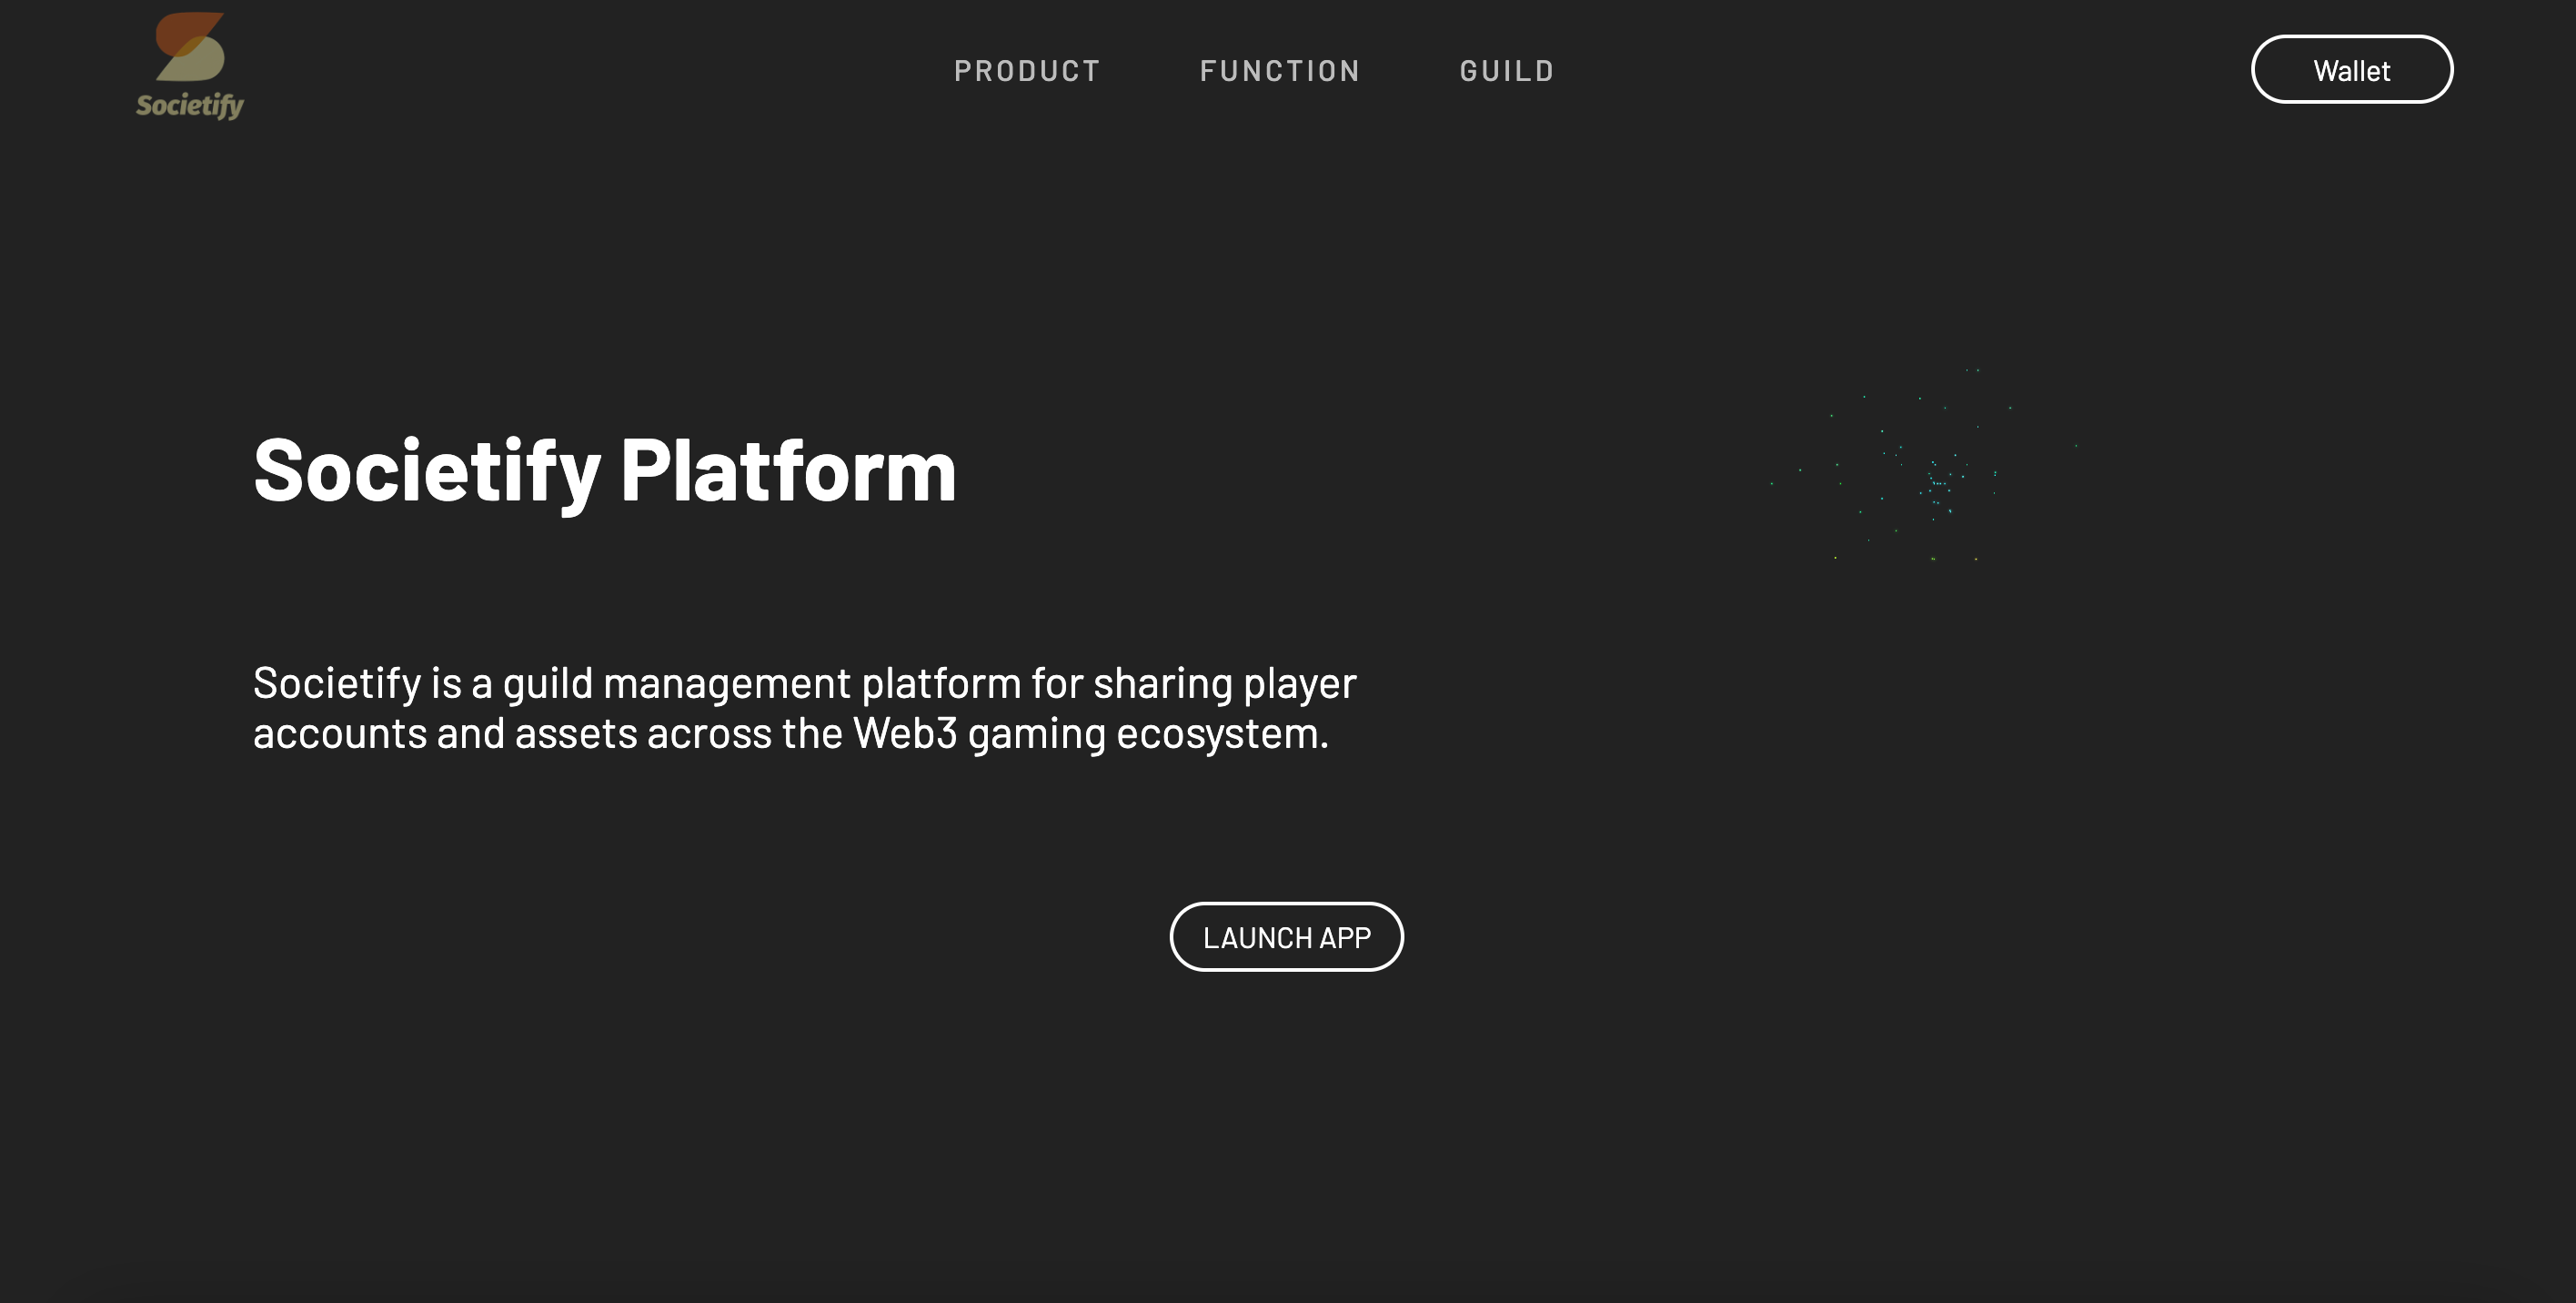 Societify
PRODUCT
FUNCTION
GUILD
Wallet
Societify Platform
Societify is a guild management platform for sharing player
accounts and assets across the Web3 gaming ecosystem.
LAUNCH APP